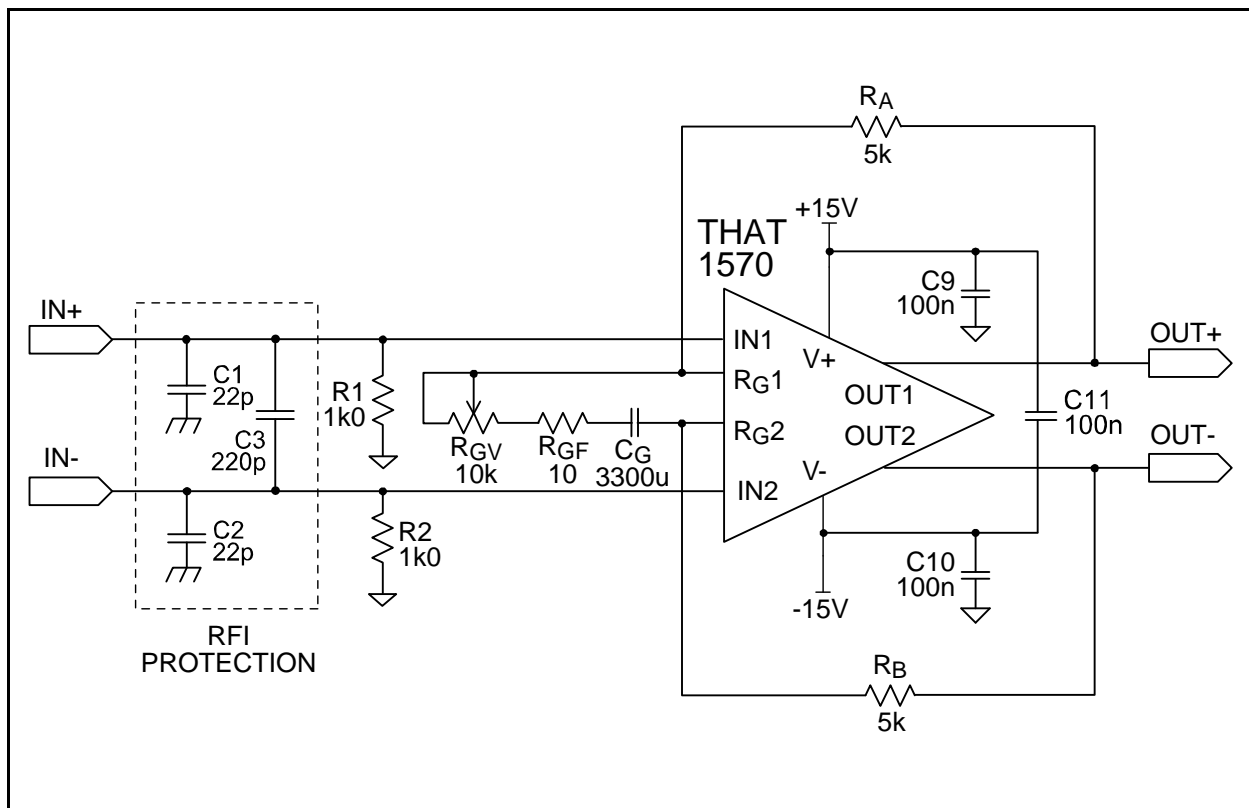 RA
5k
+15V
THAT
1570
C9
100n
IN+
IN1
V+
OUT+
C1
22p
R1
1k0
RG1
OUT1
C11
100n
C3
220p
RGV
10k
RGF
10
CG
3300u
RG2
OUT2
OUT-
IN-
V-
IN2
C2
22p
R2
1k0
C10
100n
-15V
RFI
PROTECTION
RB
5k